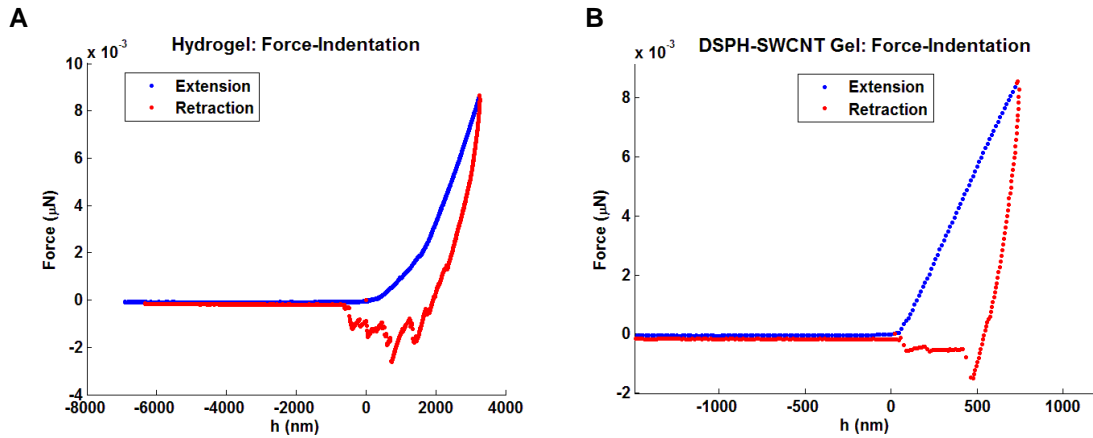 A
x 10-3
Hydrogel: Force-Indentation
Extension
Retraction
Force (μN)
10
8
6
4
2
0
-2
-4
-8000 -6000 -4000 -2000 0 2000 4000
h (nm)
B
x 10-3
DSPH-SWCNT Gel: Force-Indentation
Extension
Retraction
Force (μN)
8
6
4
2
0
-2
-1000 -500 0 500 1000
h (nm)